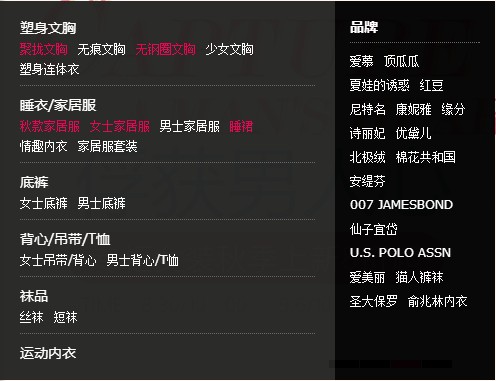 塑身文胸
聚拢文胸 无痕文胸 无钢圈文胸 少女文胸
塑身连体衣
睡衣/家居服
秋款家居服 女士家居服 男士家居服 睡裙
情趣内衣 家居服套装
底裤
女士底裤 男士底裤
背心/吊带/T恤
女士吊带/背心 男士背心/T恤
袜品
丝袜 短袜
运动内衣
品牌
爱慕 顶瓜瓜
夏娃的诱惑 红豆
尼特名 康妮雅 缘分
诗丽妃 优黛儿
北极绒 棉花共和国
安缇芬
007 JAMESBOND
仙子宜岱
U.S. POLO ASSN
爱美丽 猫人裤袜
圣大保罗 俞兆林内衣